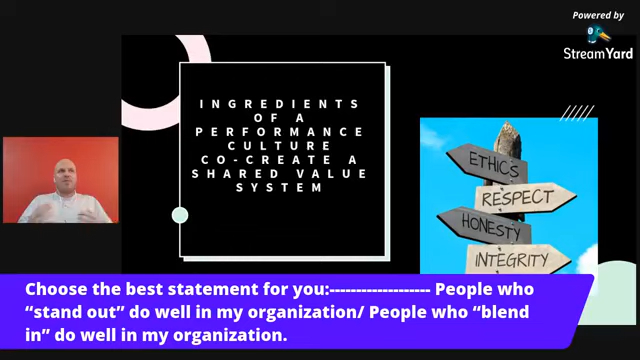 Powered by
StreamYard
INGREDIENTS
OF A
PERFORMANCE
CULTURE
CO-CREATE A
SHARED VALUE
SYSTEM
ETHICS
RESPECT
HONESTY
INTEGRITY
Choose the best statement for you:------------------- People who
“stand out” do well in my organization/ People who “blend
in” do well in my organization.